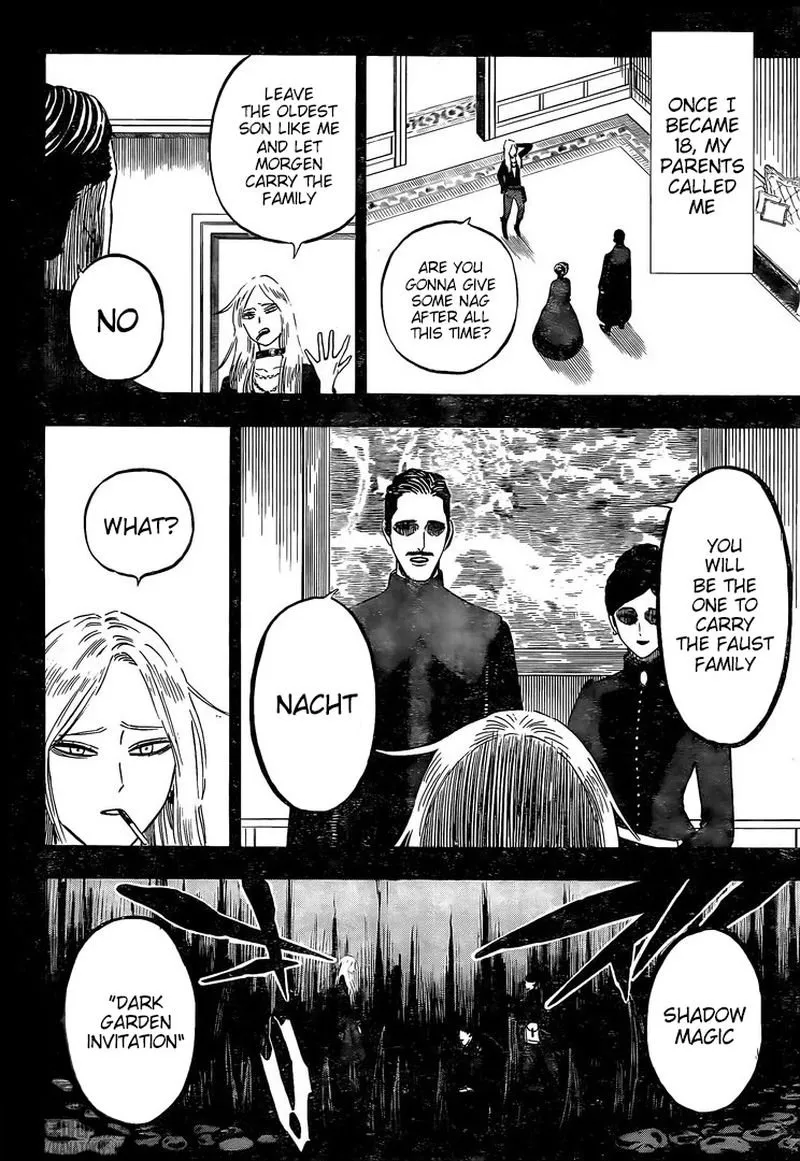 ONCE I
BECAME
18, MY
PARENTS
CALLED
ME
ARE YOU
GONNA GIVE
SOME NAG
AFTER ALL
THIS TIME?
LEAVE
THE OLDEST
SON LIKE ME
AND LET
MORGEN
CARRY THE
FAMILY
NO
YOU
WILL
BE THE
ONE TO
CARRY
THE FAUST
FAMILY
NACHT
WHAT?
SHADOW
MAGIC
"DARK
GARDEN
INVITATION"